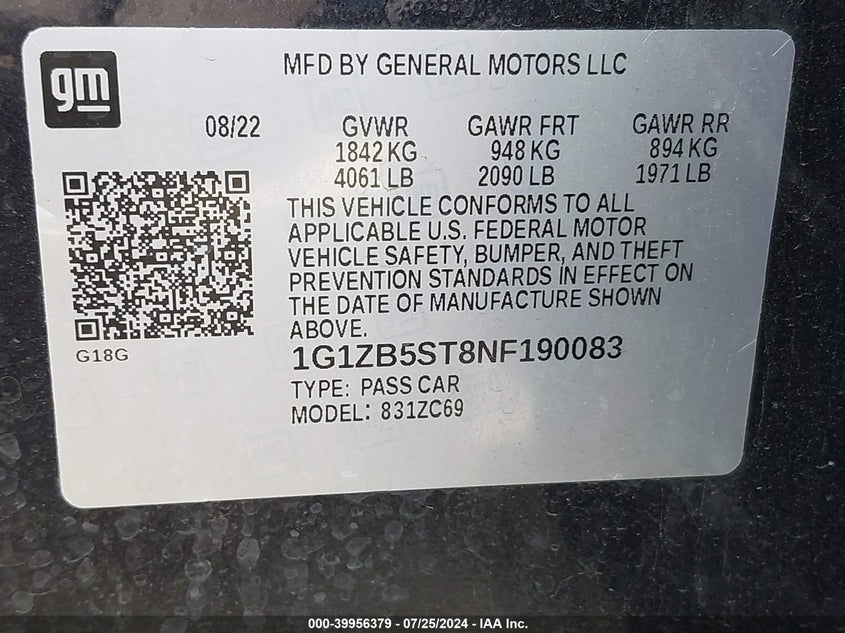 gm
MFD BY GENERAL MOTORS LLC
08/22 GVWR GAWR FRT GAWR RR
1842 KG 948 KG 894 KG
4061 LB 2090 LB 1971 LB
THIS VEHICLE CONFORMS TO ALL
APPLICABLE U.S. FEDERAL MOTOR
VEHICLE SAFETY, BUMPER, AND THEFT
PREVENTION STANDARDS IN EFFECT ON
THE DATE OF MANUFACTURE SHOWN
ABOVE.
G18G
1G1ZB5ST8NF190083
TYPE: PASS CAR
MODEL: 831ZC69
000-39956379 - 07/25/2024 - IAA Inc.